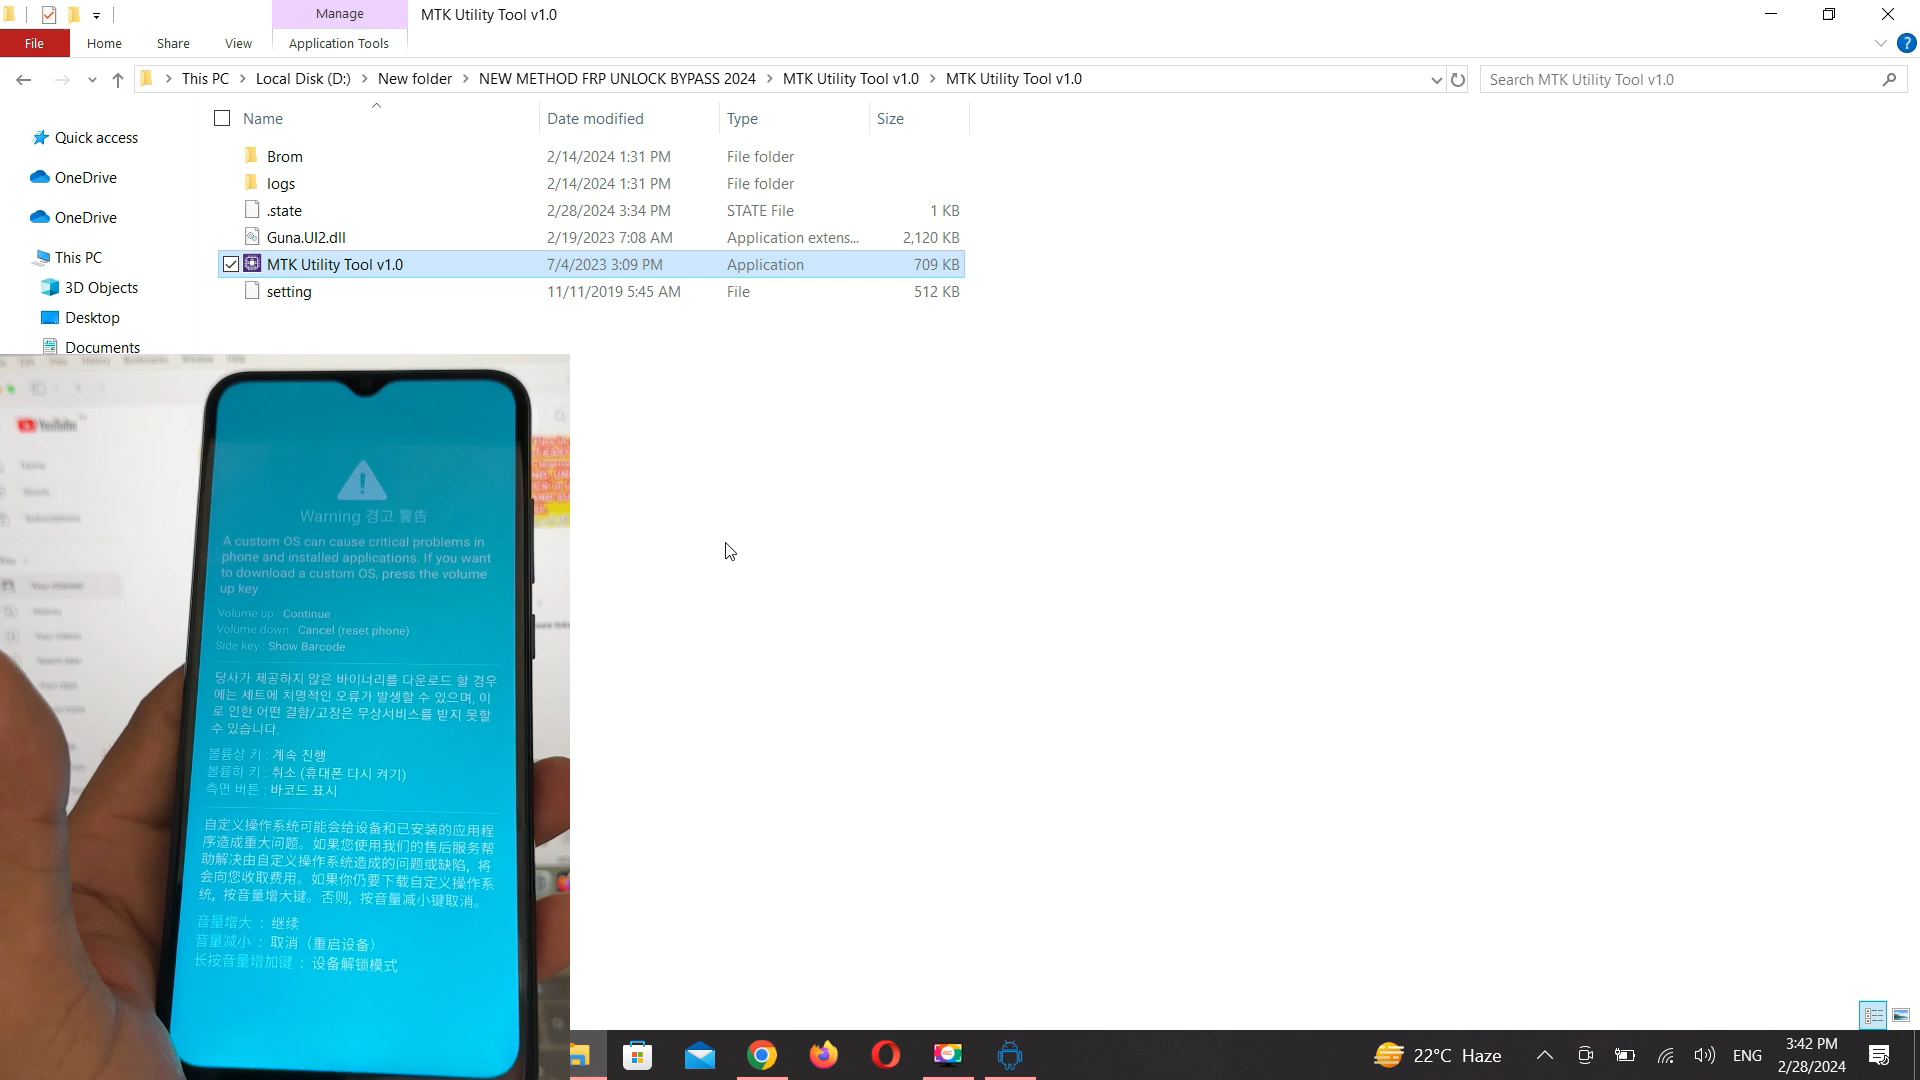 Manage
MTK Utility Tool v1.0
File
Home
Share
View
Application Tools
This PC
Local Disk (D:)
New folder
NEW METHOD FRP UNLOCK BYPASS 2024
MTK Utility Tool v1.0
MTK Utility Tool v1.0
Search MTK Utility Tool v1.0
Name
Date modified
Type
Size
Quick access
OneDrive
OneDrive
This PC
3D Objects
Desktop
Documents
Brom 2/14/2024 1:31 PM File folder
logs 2/14/2024 1:31 PM File folder
.state 2/28/2024 3:34 PM STATE File 1 KB
Guna.UI2.dll 2/19/2023 7:08 AM Application extens... 2,120 KB
MTK Utility Tool v1.0 7/4/2023 3:09 PM Application 709 KB
setting 11/11/2019 5:45 AM File 512 KB
YouTube
Home
Subscriptions
History
Warning 경고 警告
A custom OS can cause critical problems in
phone and installed applications. If you want
to download a custom OS, press the volume
up key.
Volume up : Continue
Volume down : Cancel (reset phone)
Side key : Show Barcode
당사가 제공하지 않은 바이너리를 다운로드 할 경우
에는 세트에 치명적인 오류가 발생할 수 있으며, 이
로 인한 어떤 결함/고장은 무상서비스를 받지 못할
수 있습니다.
볼륨상 키 : 계속 진행
볼륨하 키 : 취소 (휴대폰 다시 켜기)
측면 버튼 : 바코드 표시
自定义操作系统可能会给设备和已安装的应用程
序造成重大问题。如果您使用我们的售后服务帮
助解决由自定义操作系统造成的问题或缺陷，将
会向您收取费用。如果你仍要下载自定义操作系
统，按音量增大键。否则，按音量减小键取消。
音量增大 ：继续
音量减小 ：取消（重启设备）
长按音量增加键 ：设备解锁模式
22°C Haze
ENG
3:42 PM
2/28/2024